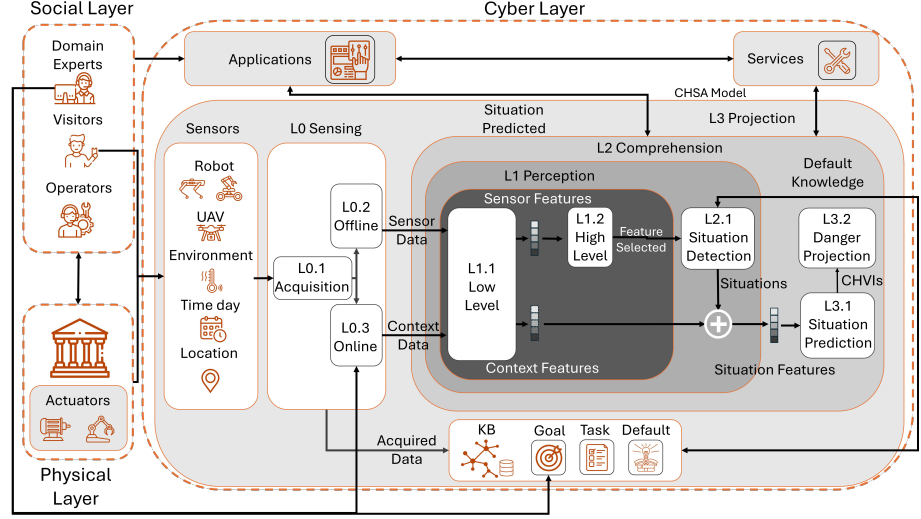 Social Layer
Cyber Layer
Domain
Experts
Visitors
Operators
Actuators
Physical
Layer
Applications
Services
CHSA Model
Situation
Predicted
L3 Projection
Sensors
L0 Sensing
L2 Comprehension
Default
Knowledge
L1 Perception
Robot
UAV
Environment
Time day
Location
L0.1
Acquisition
L0.2
Offline
L0.3
Online
Sensor
Data
Context
Data
Sensor Features
L1.1
Low
Level
L1.2
High
Level
Feature
Selected
Context Features
L2.1
Situation
Detection
Situations
L3.2
Danger
Projection
CHVIs
L3.1
Situation
Prediction
Situation Features
Acquired
Data
KB
Goal
Task
Default